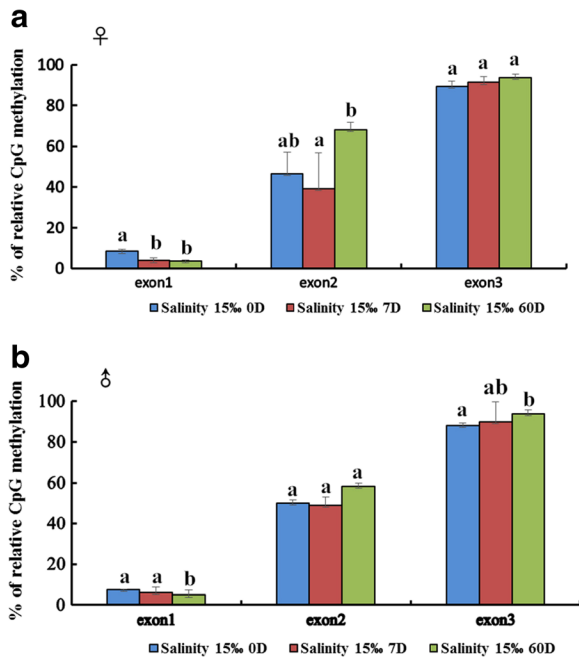 a
♀
% of relative CpG methylation
100
80
60
40
20
0
a b b
ab a b
a a a
exon1 exon2 exon3
Salinity 15‰ 0D Salinity 15‰ 7D Salinity 15‰ 60D
b
♂
% of relative CpG methylation
100
80
60
40
20
0
a a b
a a a
a ab b
exon1 exon2 exon3
Salinity 15‰ 0D Salinity 15‰ 7D Salinity 15‰ 60D